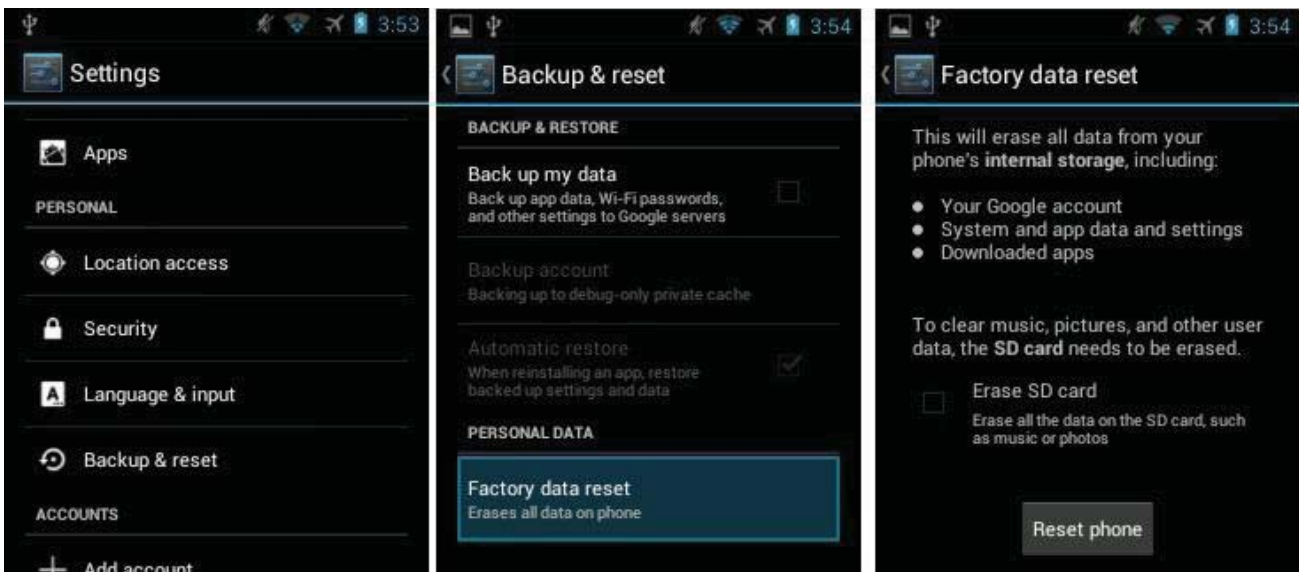 3:53
Settings
Apps
PERSONAL
Location access
Security
Language & input
Backup & reset
ACCOUNTS
Add account
3:54
Backup & reset
BACKUP & RESTORE
Back up my data
Back up app data, Wi-Fi passwords,
and other settings to Google servers
Backup account
Backing up to debug-only private cache
Automatic restore
When reinstalling an app, restore
backed up settings and data
PERSONAL DATA
Factory data reset
Erases all data on phone
3:54
Factory data reset
This will erase all data from your
phone's internal storage, including:
● Your Google account
● System and app data and settings
● Downloaded apps
To clear music, pictures, and other user
data, the SD card needs to be erased.
Erase SD card
Erase all the data on the SD card, such
as music or photos
Reset phone